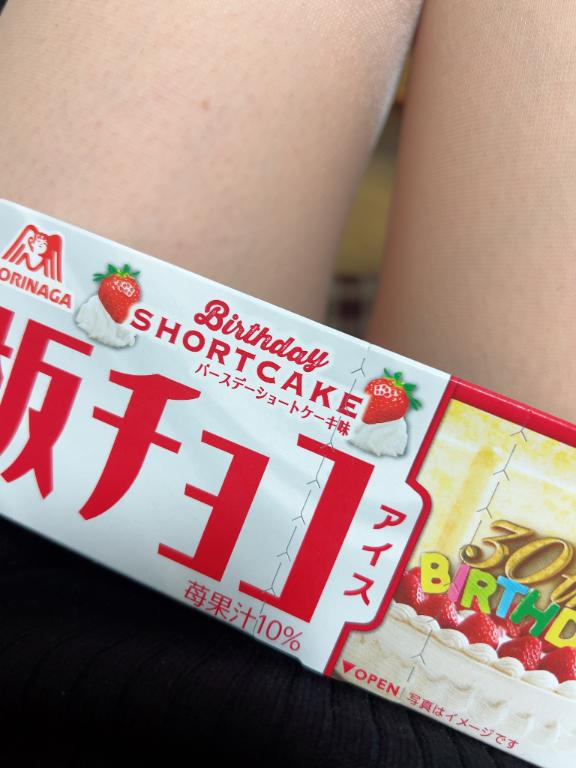 ORINAGA
Birthday
SHORTCAKE
バースデーショートケーキ味
板チョコ
アイス
苺果汁10%
30th
BIRTHD
▼OPEN
写真はイメージです